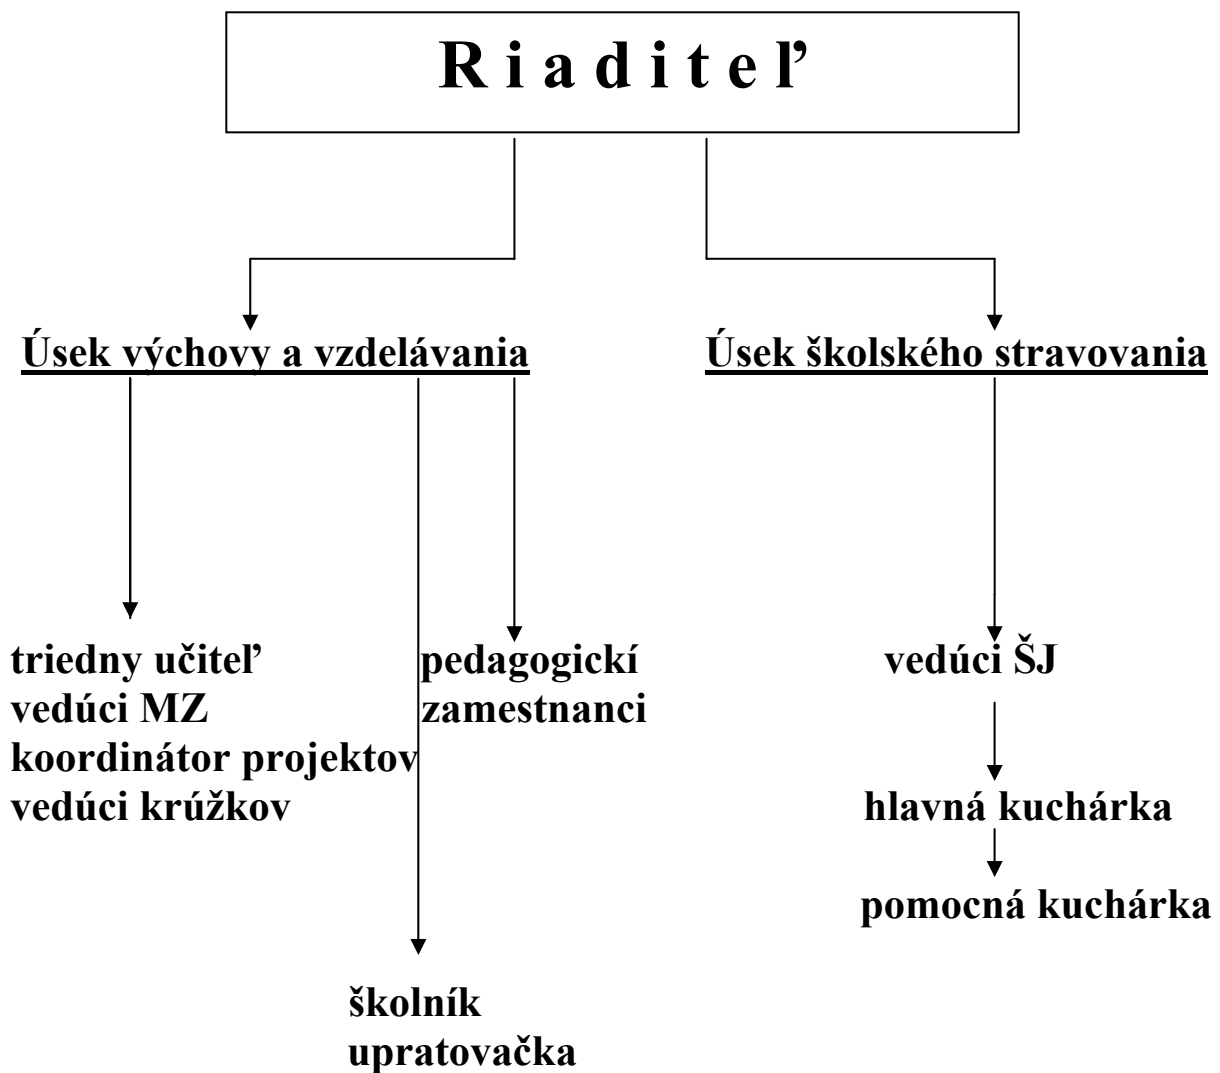 R i a d i t e ľ
Úsek výchovy a vzdelávania
Úsek školského stravovania
triedny učiteľ
vedúci MZ
koordinátor projektov
vedúci krúžkov
pedagogickí
zamestnanci
vedúci ŠJ
hlavná kuchárka
pomocná kuchárka
školník
upratovačka